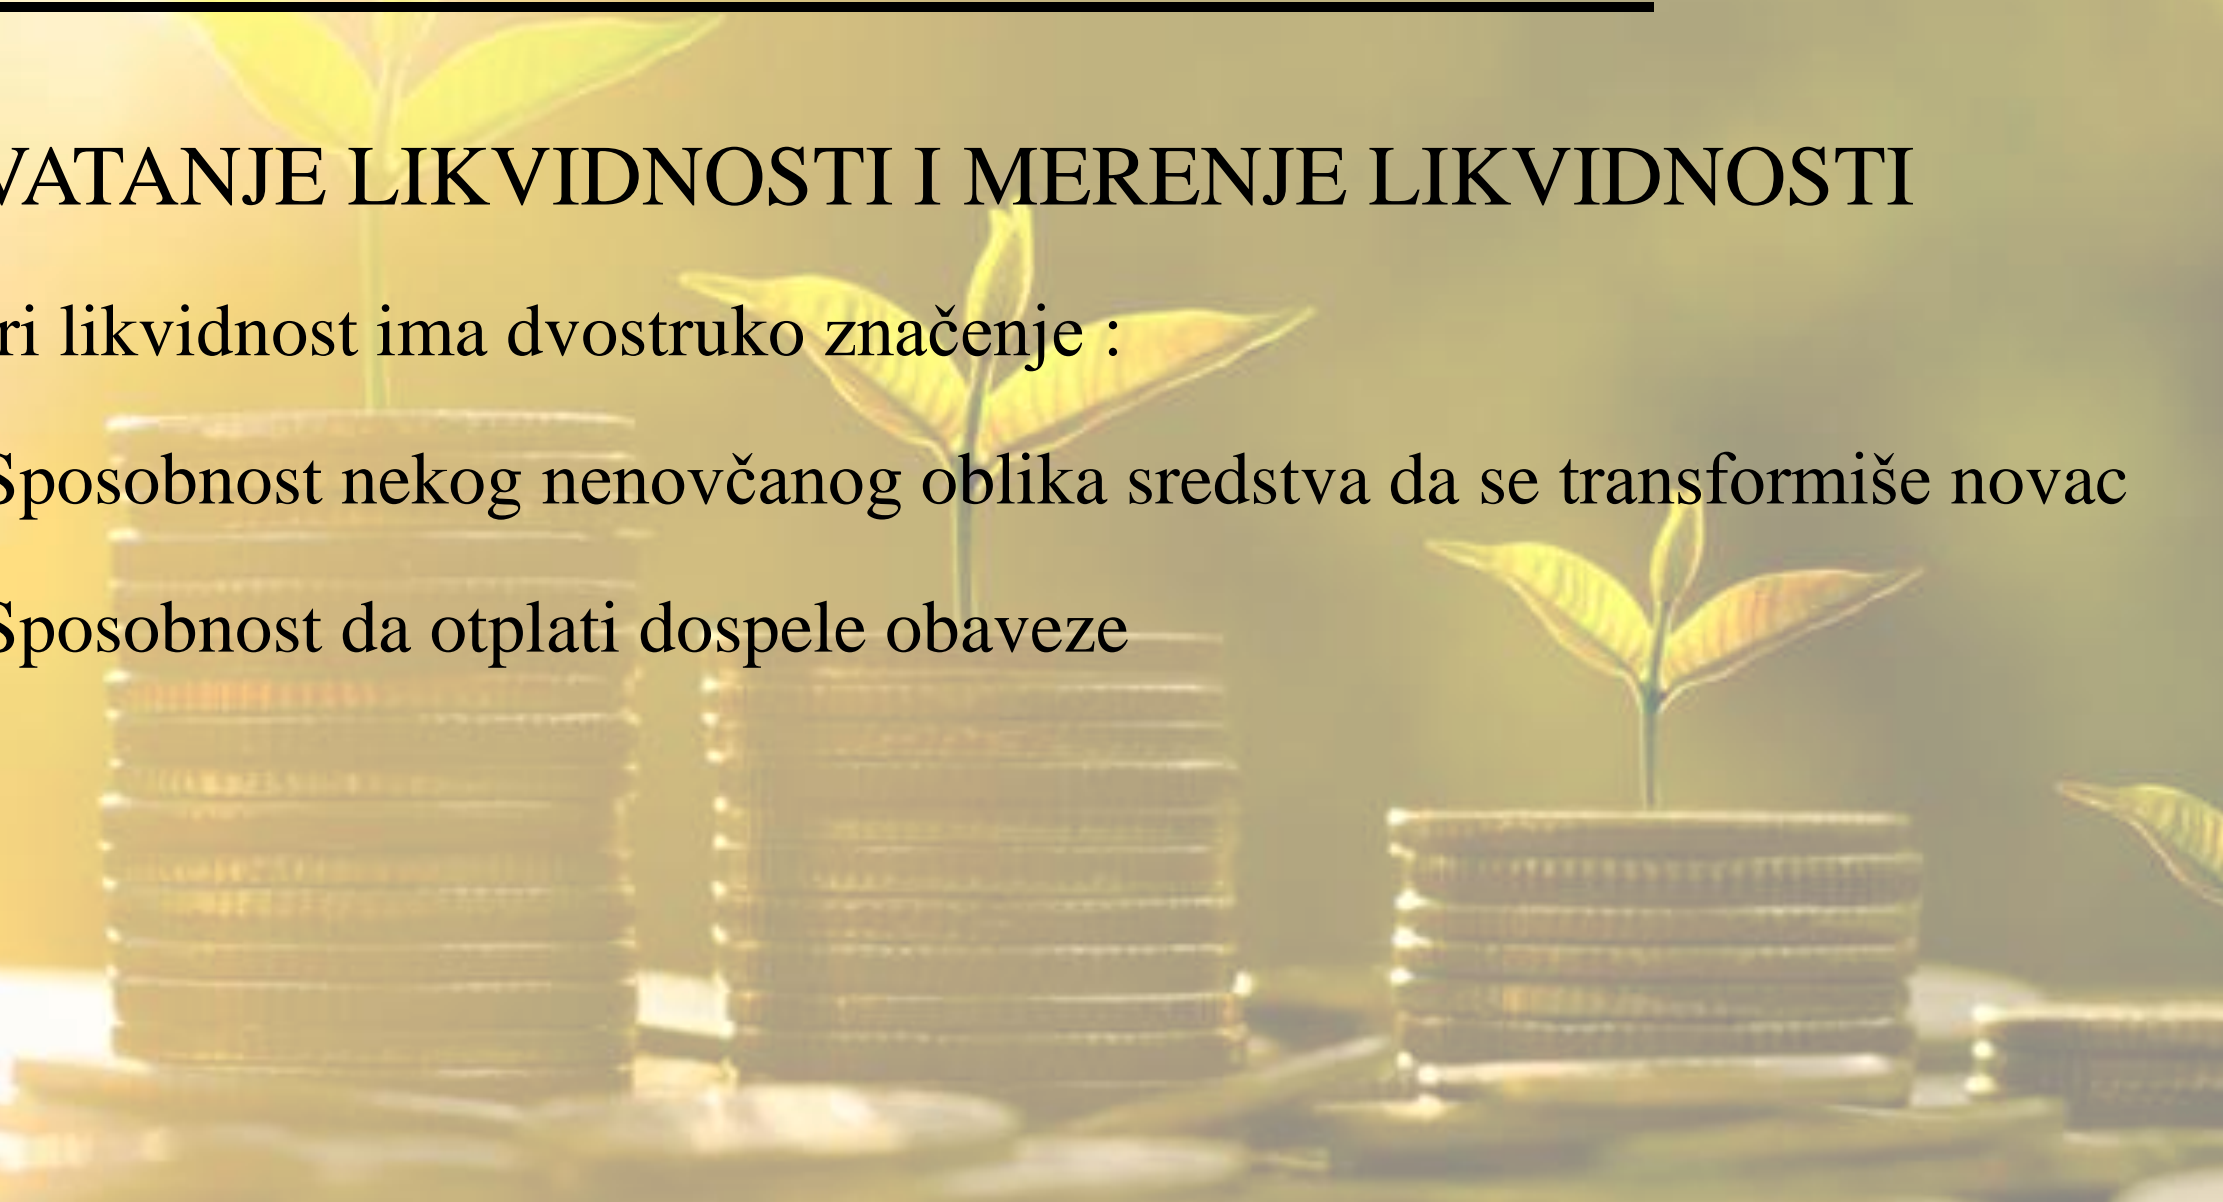 VATANJE LIKVIDNOSTI I MERENJE LIKVIDNOSTI
ri likvidnost ima dvostruko značenje :
Sposobnost nekog nenovčanog oblika sredstva da se transformiše novac
Sposobnost da otplati dospele obaveze